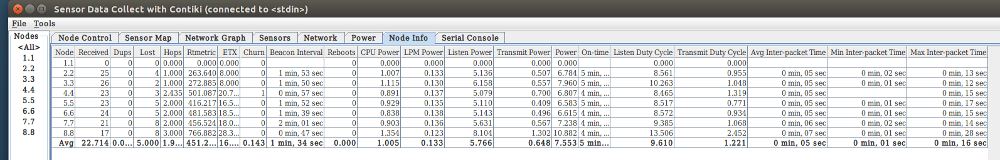 Sensor Data Collect with Contiki (connected to <stdin>)
File Tools
Nodes
<All>
1.1
2.2
3.3
4.4
5.5
6.6
7.7
8.8
Node Control Sensor Map Network Graph Sensors Network Power Node Info Serial Console
Node Received Dups Lost Hops Rtmetric ETX Churn Beacon Interval Reboots CPU Power LPM Power Listen Power Transmit Power Power On-time Listen Duty Cycle Transmit Duty Cycle Avg Inter-packet Time Min Inter-packet Time Max Inter-packet Time
1.1 0 0 0 0.000 0.000 0.000 0 0 0.000 0.000 0.000 0.000 0.000 0.000 0.000
2.2 25 0 4 1.000 263.640 8.000 0 1 min, 53 sec 0 1.007 0.133 5.136 0.507 6.784 5 min, ... 8.561 0.955 0 min, 05 sec 0 min, 02 sec 0 min, 13 sec
3.3 26 0 2 1.000 272.885 8.000 0 1 min, 50 sec 0 1.115 0.130 6.158 0.557 7.960 5 min, ... 10.263 1.048 0 min, 05 sec 0 min, 01 sec 0 min, 12 sec
4.4 23 0 3 2.435 501.087 20.7... 1 0 min, 57 sec 0 0.891 0.137 5.079 0.700 6.807 4 min, ... 8.465 1.319 0 min, 05 sec 0 min, 15 sec
5.5 23 0 5 2.000 416.217 16.5... 0 1 min, 52 sec 0 0.929 0.135 5.110 0.409 6.583 5 min, ... 8.517 0.771 0 min, 05 sec 0 min, 01 sec 0 min, 17 sec
6.6 24 0 5 2.000 481.583 18.5... 0 1 min, 39 sec 0 0.838 0.138 5.143 0.496 6.615 4 min, ... 8.572 0.934 0 min, 05 sec 0 min, 01 sec 0 min, 15 sec
7.7 21 0 8 2.000 456.524 18.0... 0 2 min, 01 sec 0 0.903 0.136 5.631 0.567 7.238 4 min, ... 9.385 1.068 0 min, 06 sec 0 min, 02 sec 0 min, 14 sec
8.8 17 0 8 3.000 766.882 28.3... 0 0 min, 47 sec 0 1.354 0.123 8.104 1.302 10.882 4 min, ... 13.506 2.452 0 min, 07 sec 0 min, 02 sec 0 min, 28 sec
Avg 22.714 0.0... 5.000 1.9... 451.2... 16.... 0.143 1 min, 34 sec 0.000 1.005 0.133 5.766 0.648 7.553 5 min... 9.610 1.221 0 min, 05 sec 0 min, 01 sec 0 min, 16 sec